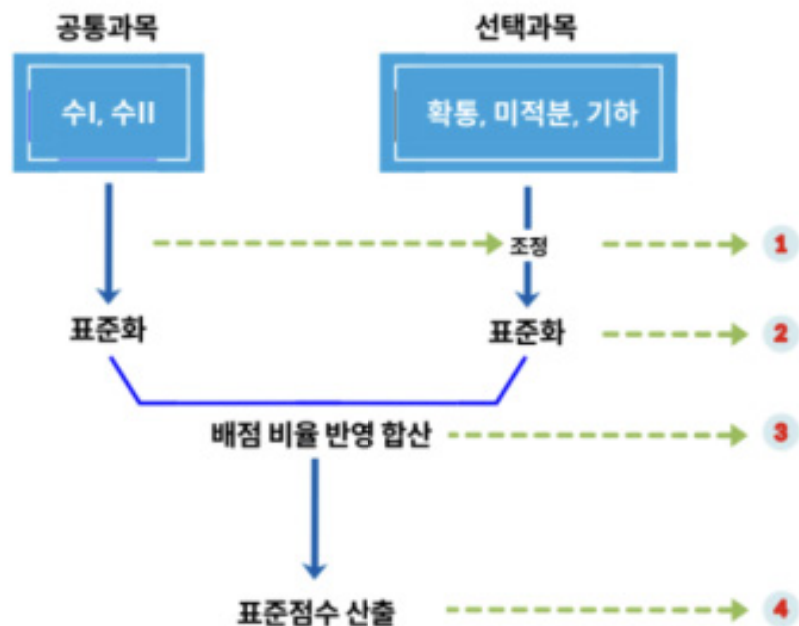 공통과목
선택과목
수I, 수II
확통, 미적분, 기하
조정
1
표준화
표준화
2
배점 비율 반영 합산
3
표준점수 산출
4